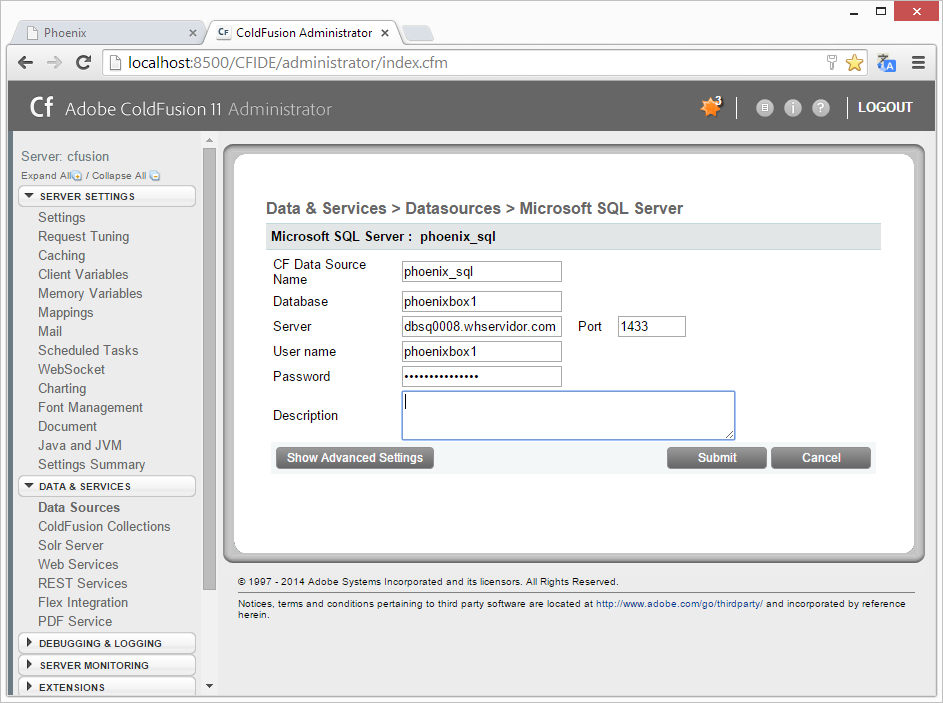 Phoenix
Cf ColdFusion Administrator
localhost:8500/CFIDE/administrator/index.cfm
Cf Adobe ColdFusion 11 Administrator
3
LOGOUT
Server: cfusion
Expand All / Collapse All
SERVER SETTINGS
Settings
Request Tuning
Caching
Client Variables
Memory Variables
Mappings
Mail
Scheduled Tasks
WebSocket
Charting
Font Management
Document
Java and JVM
Settings Summary
DATA & SERVICES
Data Sources
ColdFusion Collections
Solr Server
Web Services
REST Services
Flex Integration
PDF Service
DEBUGGING & LOGGING
SERVER MONITORING
EXTENSIONS
Data & Services > Datasources > Microsoft SQL Server
Microsoft SQL Server : phoenix_sql
CF Data Source
Name
phoenix_sql
Database phoenixbox1
Server dbsq0008.whservidor.com Port 1433
User name phoenixbox1
Password •••••••••••••••
Description
Show Advanced Settings Submit Cancel
© 1997 - 2014 Adobe Systems Incorporated and its licensors. All Rights Reserved.
Notices, terms and conditions pertaining to third party software are located at http://www.adobe.com/go/thirdparty/ and incorporated by reference
herein.